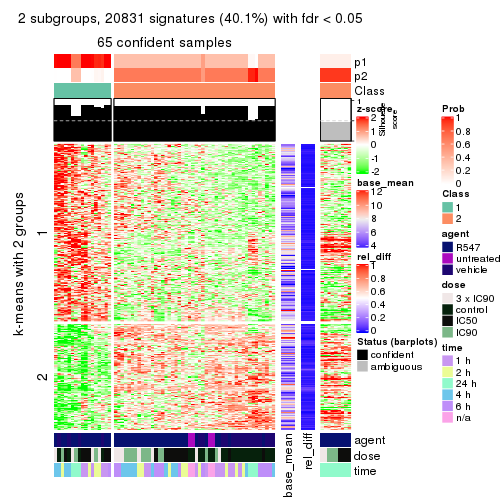 2 subgroups, 20831 signatures (40.1%) with fdr < 0.05
65 confident samples
p1
p2
Class
1
Silhouette
score
k-means with 2 groups
1
2
base_mean
rel_diff
agent
dose
time
z-score
2
1
0
-1
-2
base_mean
12
10
8
6
4
rel_diff
1
0.8
0.6
0.4
0.2
0
Status (barplots)
confident
ambiguous
Prob
1
0.8
0.6
0.4
0.2
0
Class
1
2
agent
R547
untreated
vehicle
dose
3 x IC90
control
IC50
IC90
time
1 h
2 h
24 h
4 h
6 h
n/a